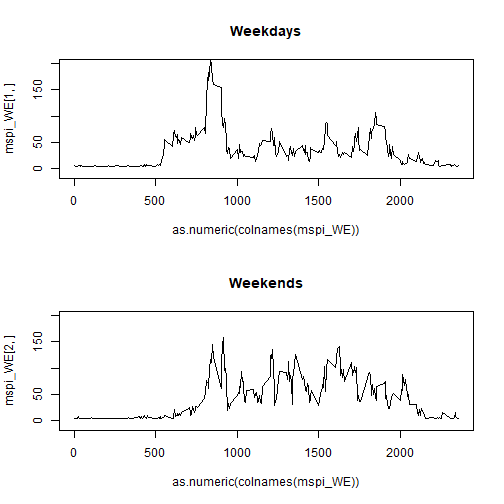 Weekdays
mspi_WE[1, ]
0 50 150
0 500 1000 1500 2000
as.numeric(colnames(mspi_WE))
Weekends
mspi_WE[2, ]
0 50 150
0 500 1000 1500 2000
as.numeric(colnames(mspi_WE))